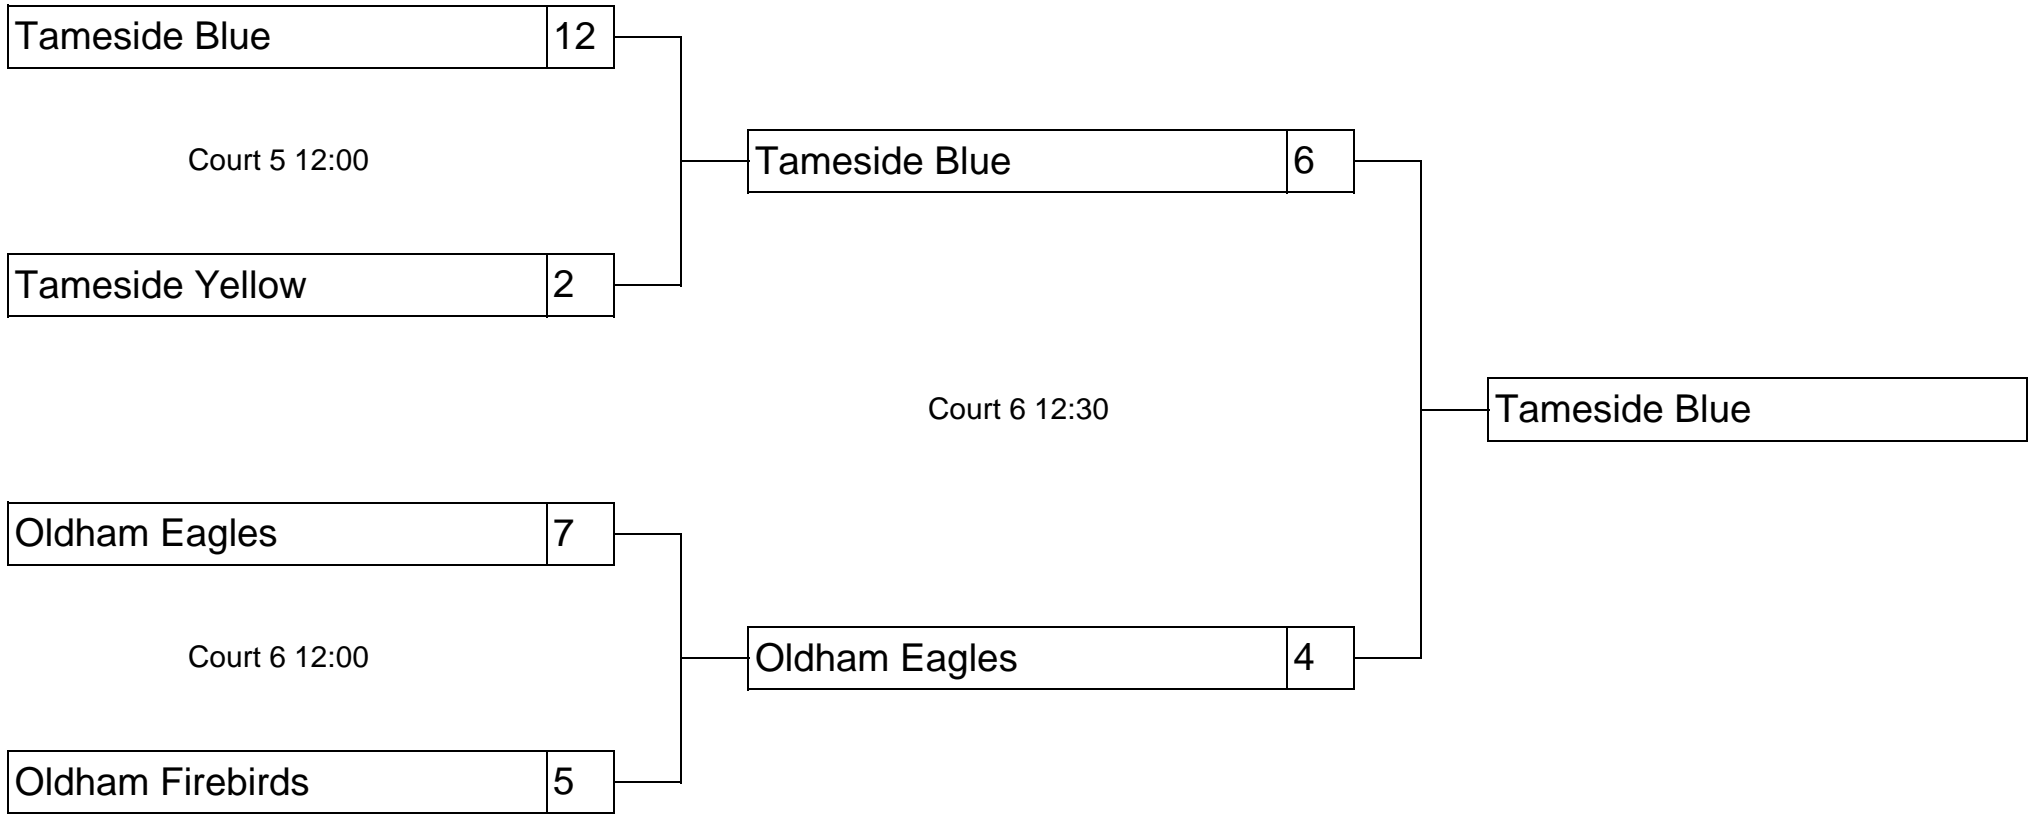 Tameside Blue 12
Court 5 12:00
Tameside Yellow 2
Oldham Eagles 7
Court 6 12:00
Oldham Firebirds 5
Tameside Blue 6
Court 6 12:30
Oldham Eagles 4
Tameside Blue